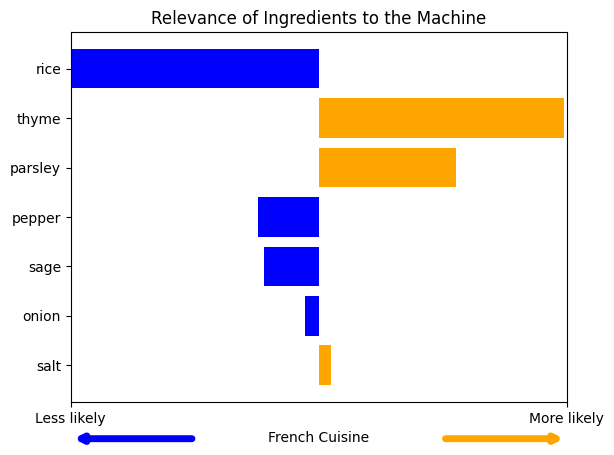 Relevance of Ingredients to the Machine
rice
thyme
parsley
pepper
sage
onion
salt
Less likely
More likely
French Cuisine